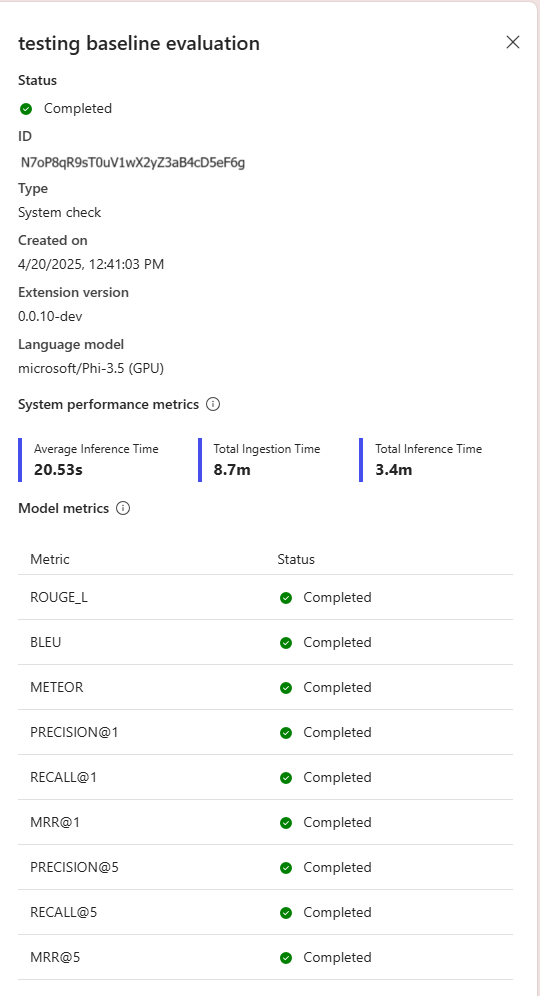 testing baseline evaluation
Status
Completed
ID
N7oP8qR9sT0uV1wX2yZ3aB4cD5eF6g
Type
System check
Created on
4/20/2025, 12:41:03 PM
Extension version
0.0.10-dev
Language model
microsoft/Phi-3.5 (GPU)
System performance metrics
Average Inference Time Total Ingestion Time Total Inference Time
20.53s 8.7m 3.4m
Model metrics
Metric Status
ROUGE_L Completed
BLEU Completed
METEOR Completed
PRECISION@1 Completed
RECALL@1 Completed
MRR@1 Completed
PRECISION@5 Completed
RECALL@5 Completed
MRR@5 Completed